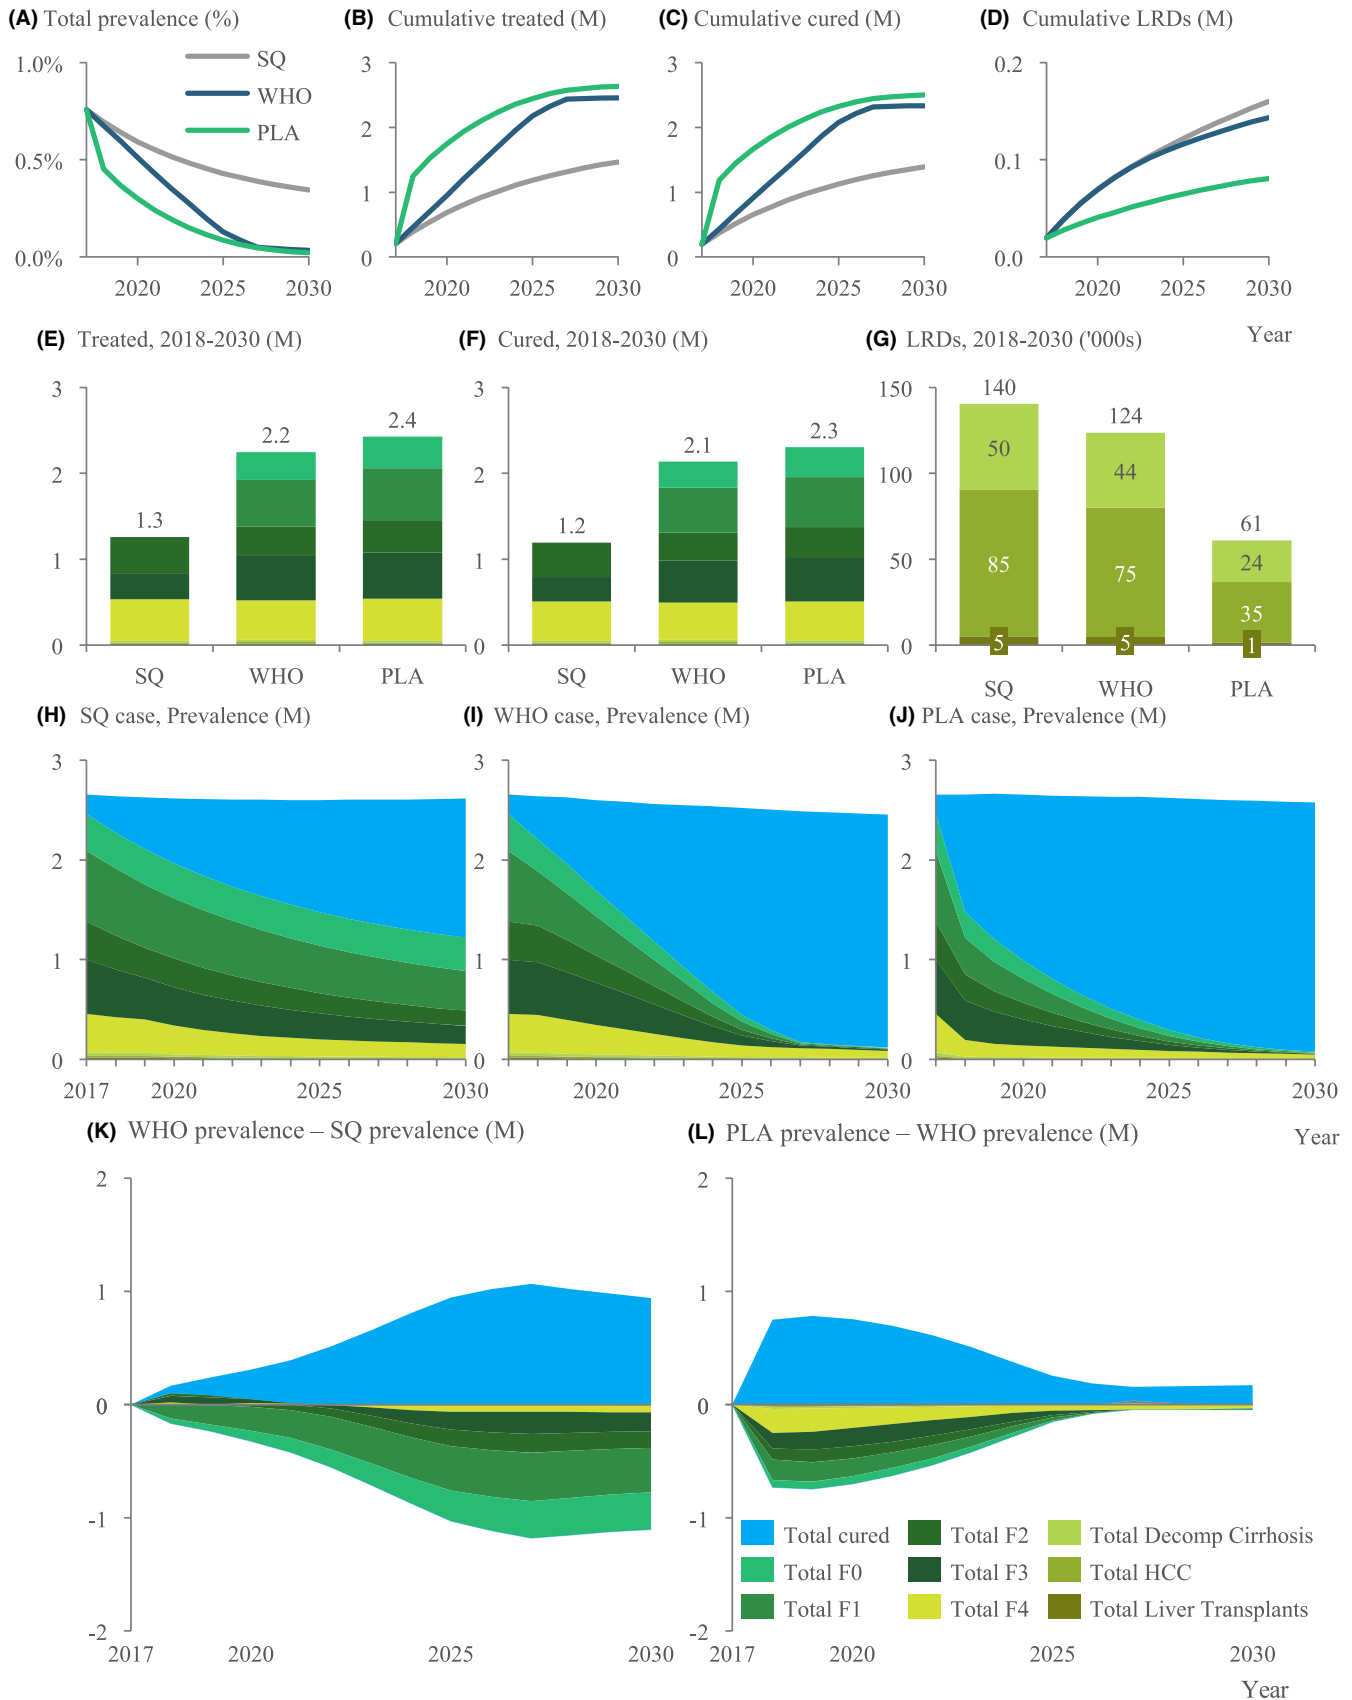 (A) Total prevalence (%)
(B) Cumulative treated (M)
(C) Cumulative cured (M)
(D) Cumulative LRDs (M)
1.0%
0.5%
0.0%
SQ
WHO
PLA
2020 2025 2030
3
2
1
0
2020 2025 2030
3
2
1
0
2020 2025 2030
0.2
0.1
0.0
2020 2025 2030
Year
(E) Treated, 2018-2030 (M)
3
2
1
0
1.3
2.2
2.4
SQ WHO PLA
(F) Cured, 2018-2030 (M)
3
2
1
0
1.2
2.1
2.3
SQ WHO PLA
(G) LRDs, 2018-2030 ('000s)
150
100
50
0
140
50
85
5
124
44
75
5
61
24
35
1
SQ WHO PLA
(H) SQ case, Prevalence (M)
3
2
1
0
2017 2020 2025 2030
(I) WHO case, Prevalence (M)
3
2
1
0
2020 2025 2030
(J) PLA case, Prevalence (M)
3
2
1
0
2020 2025 2030
Year
(K) WHO prevalence – SQ prevalence (M)
2
1
0
-1
-2
2017 2020 2025 2030
(L) PLA prevalence – WHO prevalence (M)
2
1
0
-1
-2
Total cured
Total F0
Total F1
Total F2
Total F3
Total F4
Total Decomp Cirrhosis
Total HCC
Total Liver Transplants
2017 2020 2025 2030
Year